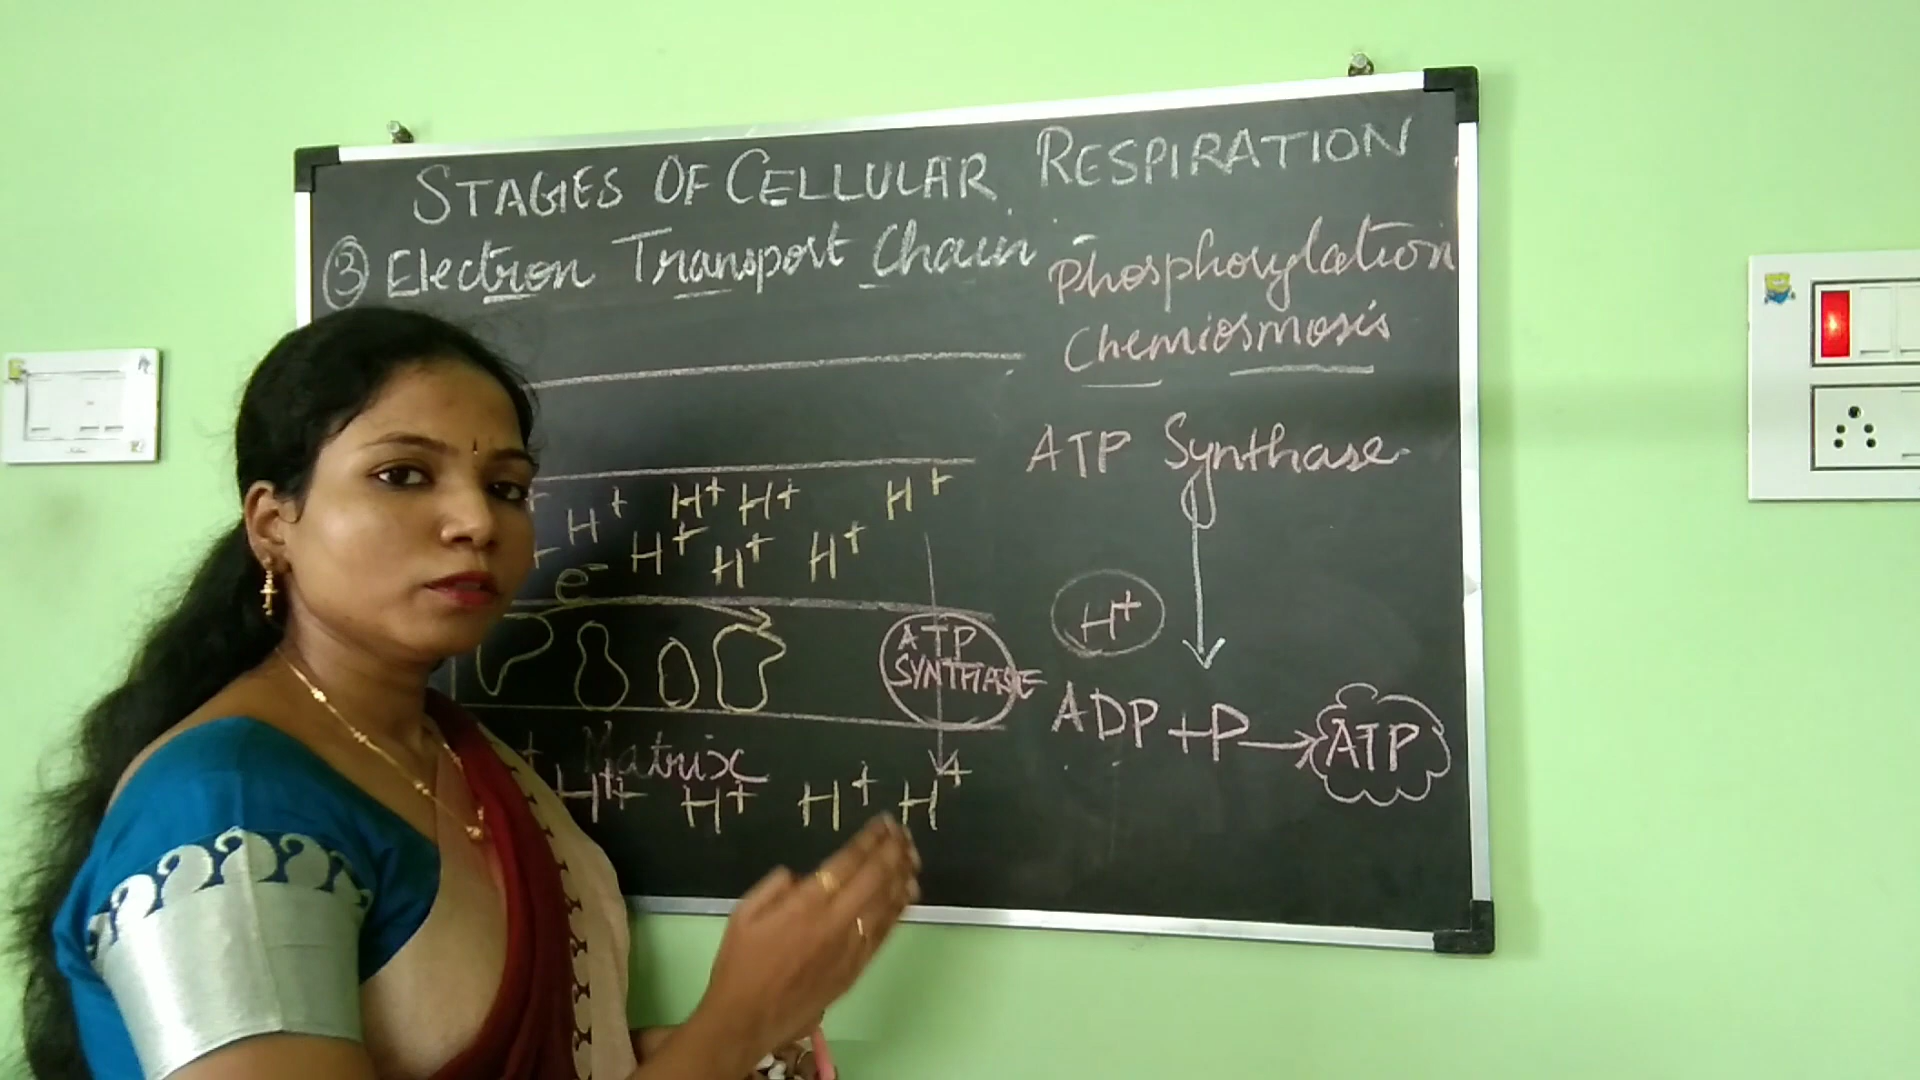 STAGES OF CELLULAR RESPIRATION
③ Electron Transport Chain
Phosphorylation
Chemiosmosis
ATP Synthase
H+ H+ H+ H+
H+ H+ H+
e-
H+
ATP
SYNTHASE
ADP + P → ATP
Matrix
H+ H+ H+ H+